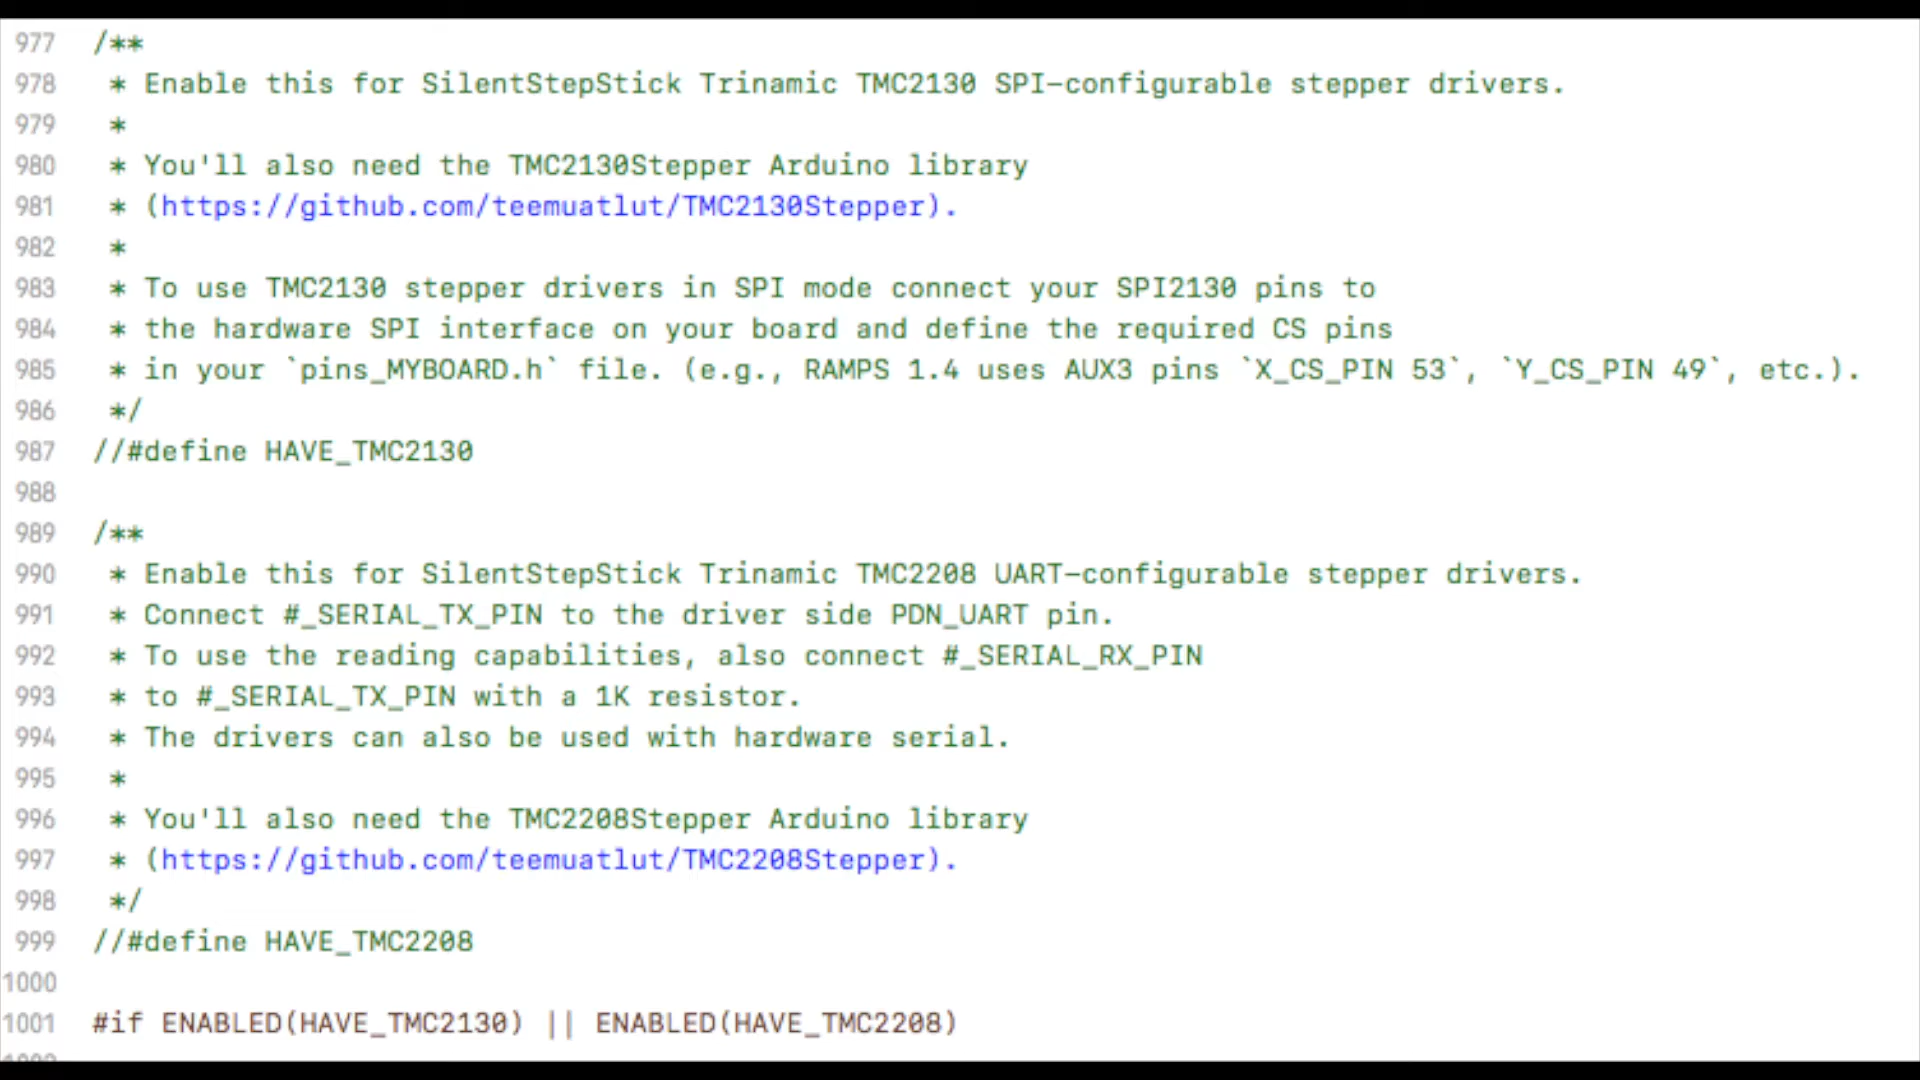 977 /**
978 * Enable this for SilentStepStick Trinamic TMC2130 SPI-configurable stepper drivers.
979 *
980 * You'll also need the TMC2130Stepper Arduino library
981 * (https://github.com/teemuatlut/TMC2130Stepper).
982 *
983 * To use TMC2130 stepper drivers in SPI mode connect your SPI2130 pins to
984 * the hardware SPI interface on your board and define the required CS pins
985 * in your `pins_MYBOARD.h` file. (e.g., RAMPS 1.4 uses AUX3 pins `X_CS_PIN 53`, `Y_CS_PIN 49`, etc.).
986 */
987 //#define HAVE_TMC2130
988
989 /**
990 * Enable this for SilentStepStick Trinamic TMC2208 UART-configurable stepper drivers.
991 * Connect #_SERIAL_TX_PIN to the driver side PDN_UART pin.
992 * To use the reading capabilities, also connect #_SERIAL_RX_PIN
993 * to #_SERIAL_TX_PIN with a 1K resistor.
994 * The drivers can also be used with hardware serial.
995 *
996 * You'll also need the TMC2208Stepper Arduino library
997 * (https://github.com/teemuatlut/TMC2208Stepper).
998 */
999 //#define HAVE_TMC2208
1000
1001 #if ENABLED(HAVE_TMC2130) || ENABLED(HAVE_TMC2208)